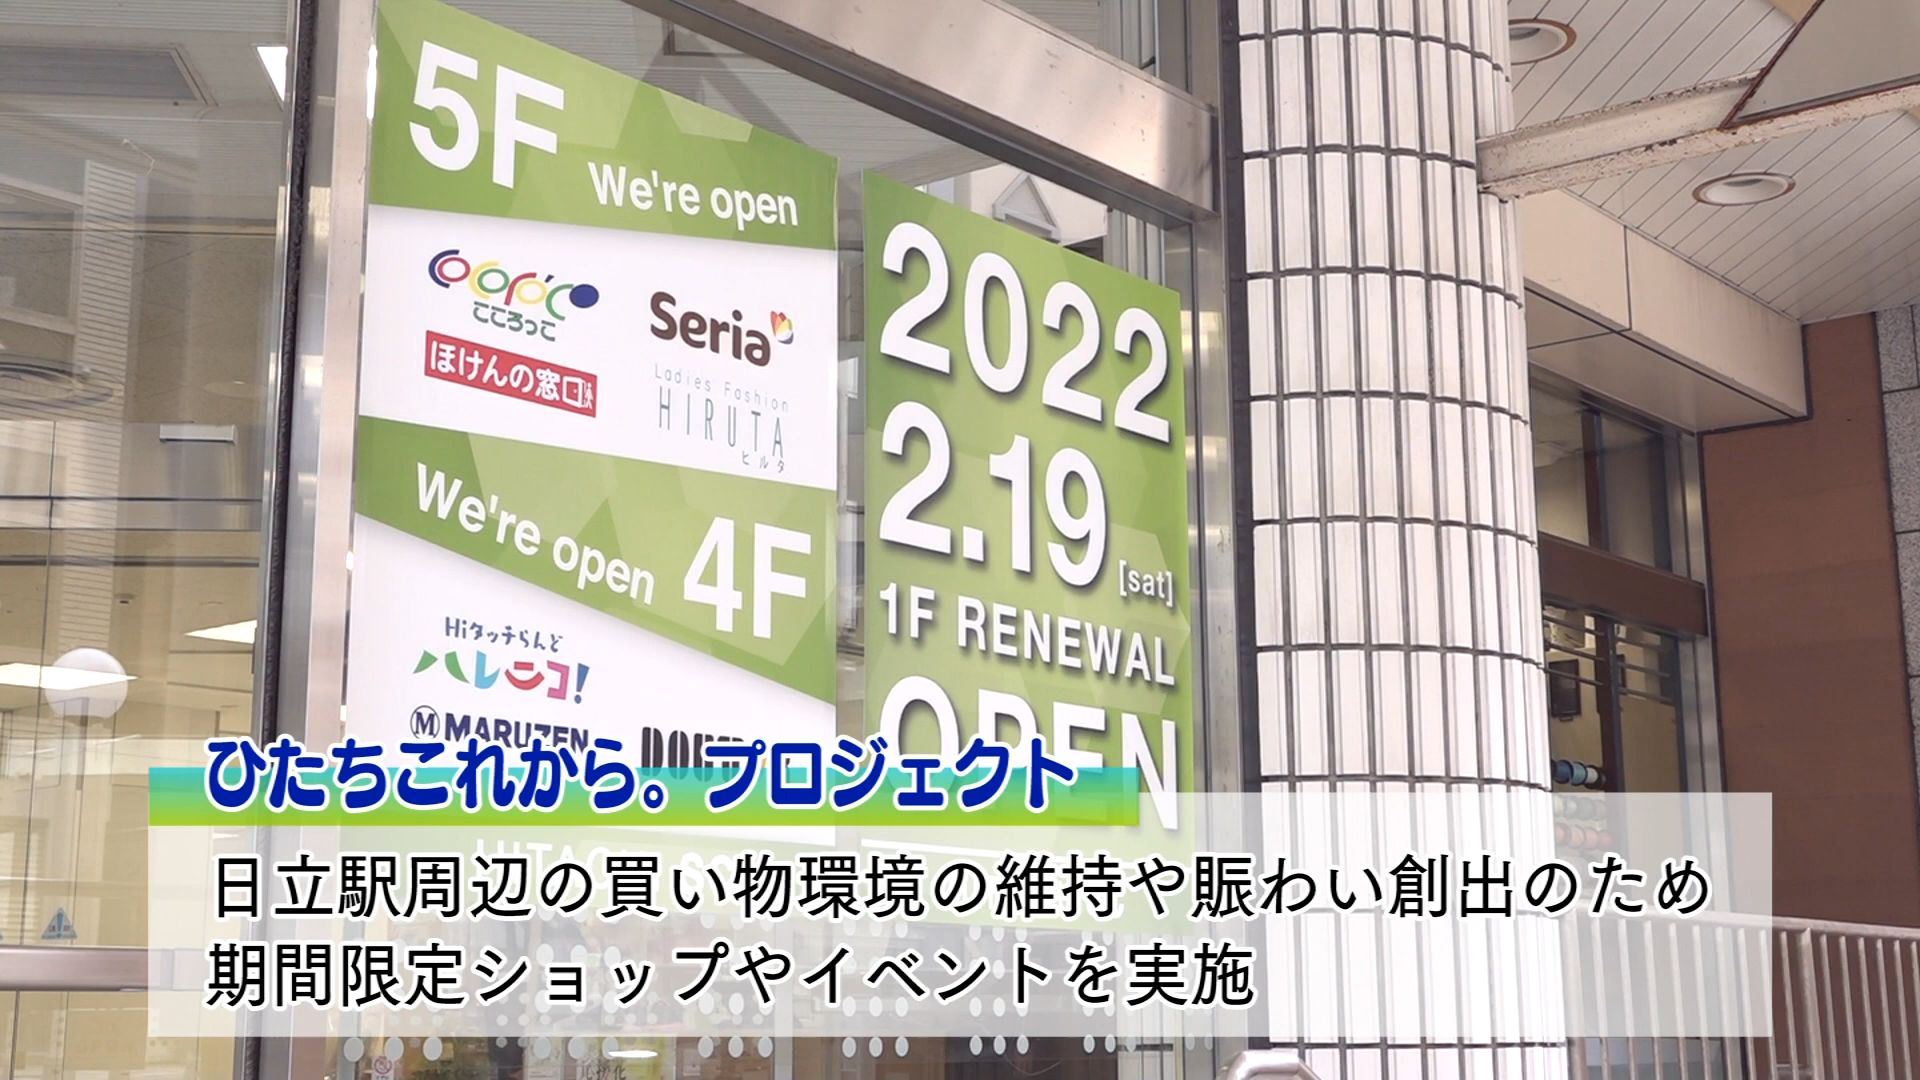 5F
We're open
cocoro'co
こころっこ
Seria
ほけんの窓口
Ladies Fashion
HIRUTA
ヒルタ
We're open
4F
Hiタッチらんど
ハレニコ!
MARUZEN
2022
2.19
[sat]
1F RENEWAL
OPEN
ひたちこれから。プロジェクト
日立駅周辺の買い物環境の維持や賑わい創出のため
期間限定ショップやイベントを実施